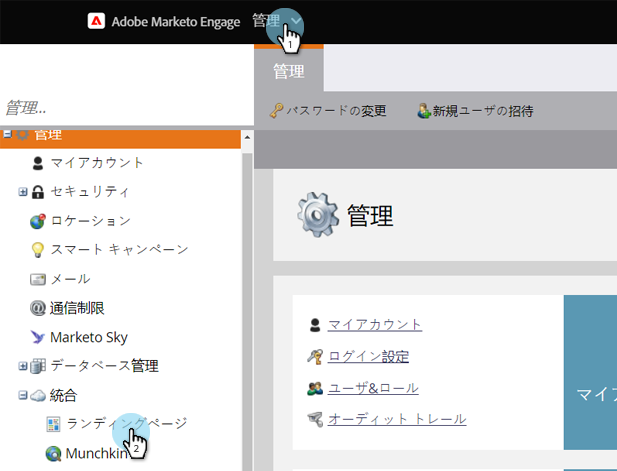 Adobe Marketo Engage 管理
1
管理
管理...
パスワードの変更 新規ユーザの招待
管理
マイアカウント
セキュリティ
ロケーション
スマート キャンペーン
メール
通信制限
Marketo Sky
データベース管理
統合
ランディングページ
2
Munchkin
管理
マイアカウント
ログイン設定
ユーザ&ロール
オーディット トレール
マイア